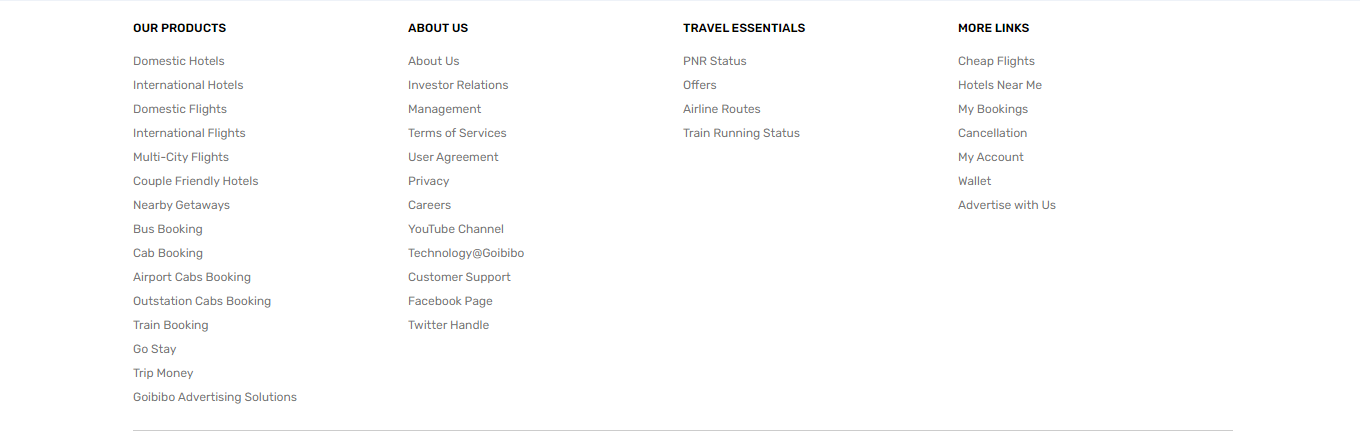 OUR PRODUCTS
Domestic Hotels
International Hotels
Domestic Flights
International Flights
Multi-City Flights
Couple Friendly Hotels
Nearby Getaways
Bus Booking
Cab Booking
Airport Cabs Booking
Outstation Cabs Booking
Train Booking
Go Stay
Trip Money
Goibibo Advertising Solutions
ABOUT US
About Us
Investor Relations
Management
Terms of Services
User Agreement
Privacy
Careers
YouTube Channel
Technology@Goibibo
Customer Support
Facebook Page
Twitter Handle
TRAVEL ESSENTIALS
PNR Status
Offers
Airline Routes
Train Running Status
MORE LINKS
Cheap Flights
Hotels Near Me
My Bookings
Cancellation
My Account
Wallet
Advertise with Us